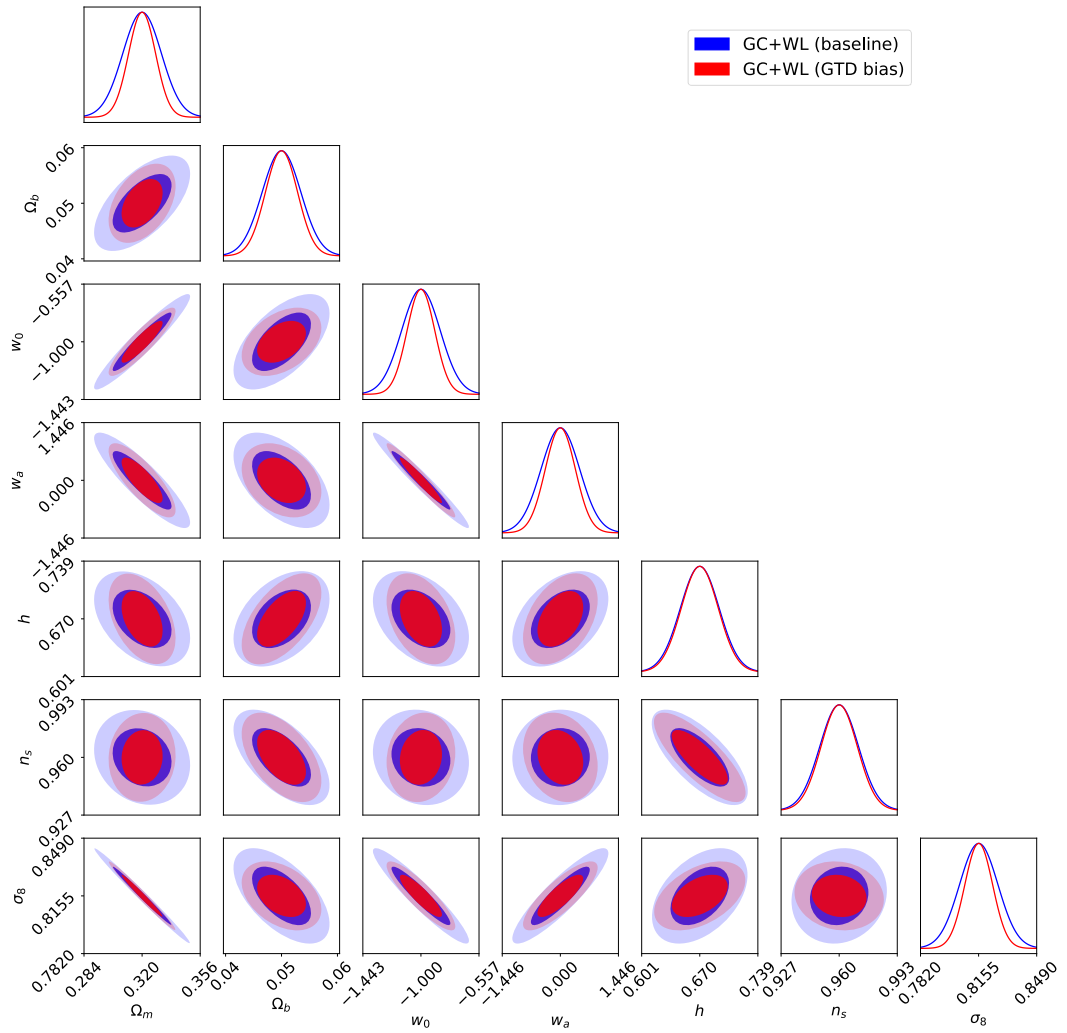 GC+WL (baseline)
GC+WL (GTD bias)
0.06
0.05
0.04
Ω_b
−0.557
−1.000
−1.443
w_0
1.446
0.000
−1.446
w_a
0.739
0.670
0.601
h
0.993
0.960
0.927
n_s
0.8490
0.8155
0.7820
σ_8
0.284 0.320 0.356
Ω_m
0.04 0.05 0.06
Ω_b
−1.443 −1.000 −0.557
w_0
−1.446 0.000 1.446
w_a
0.601 0.670 0.739
h
0.927 0.960 0.993
n_s
0.7820 0.8155 0.8490
σ_8